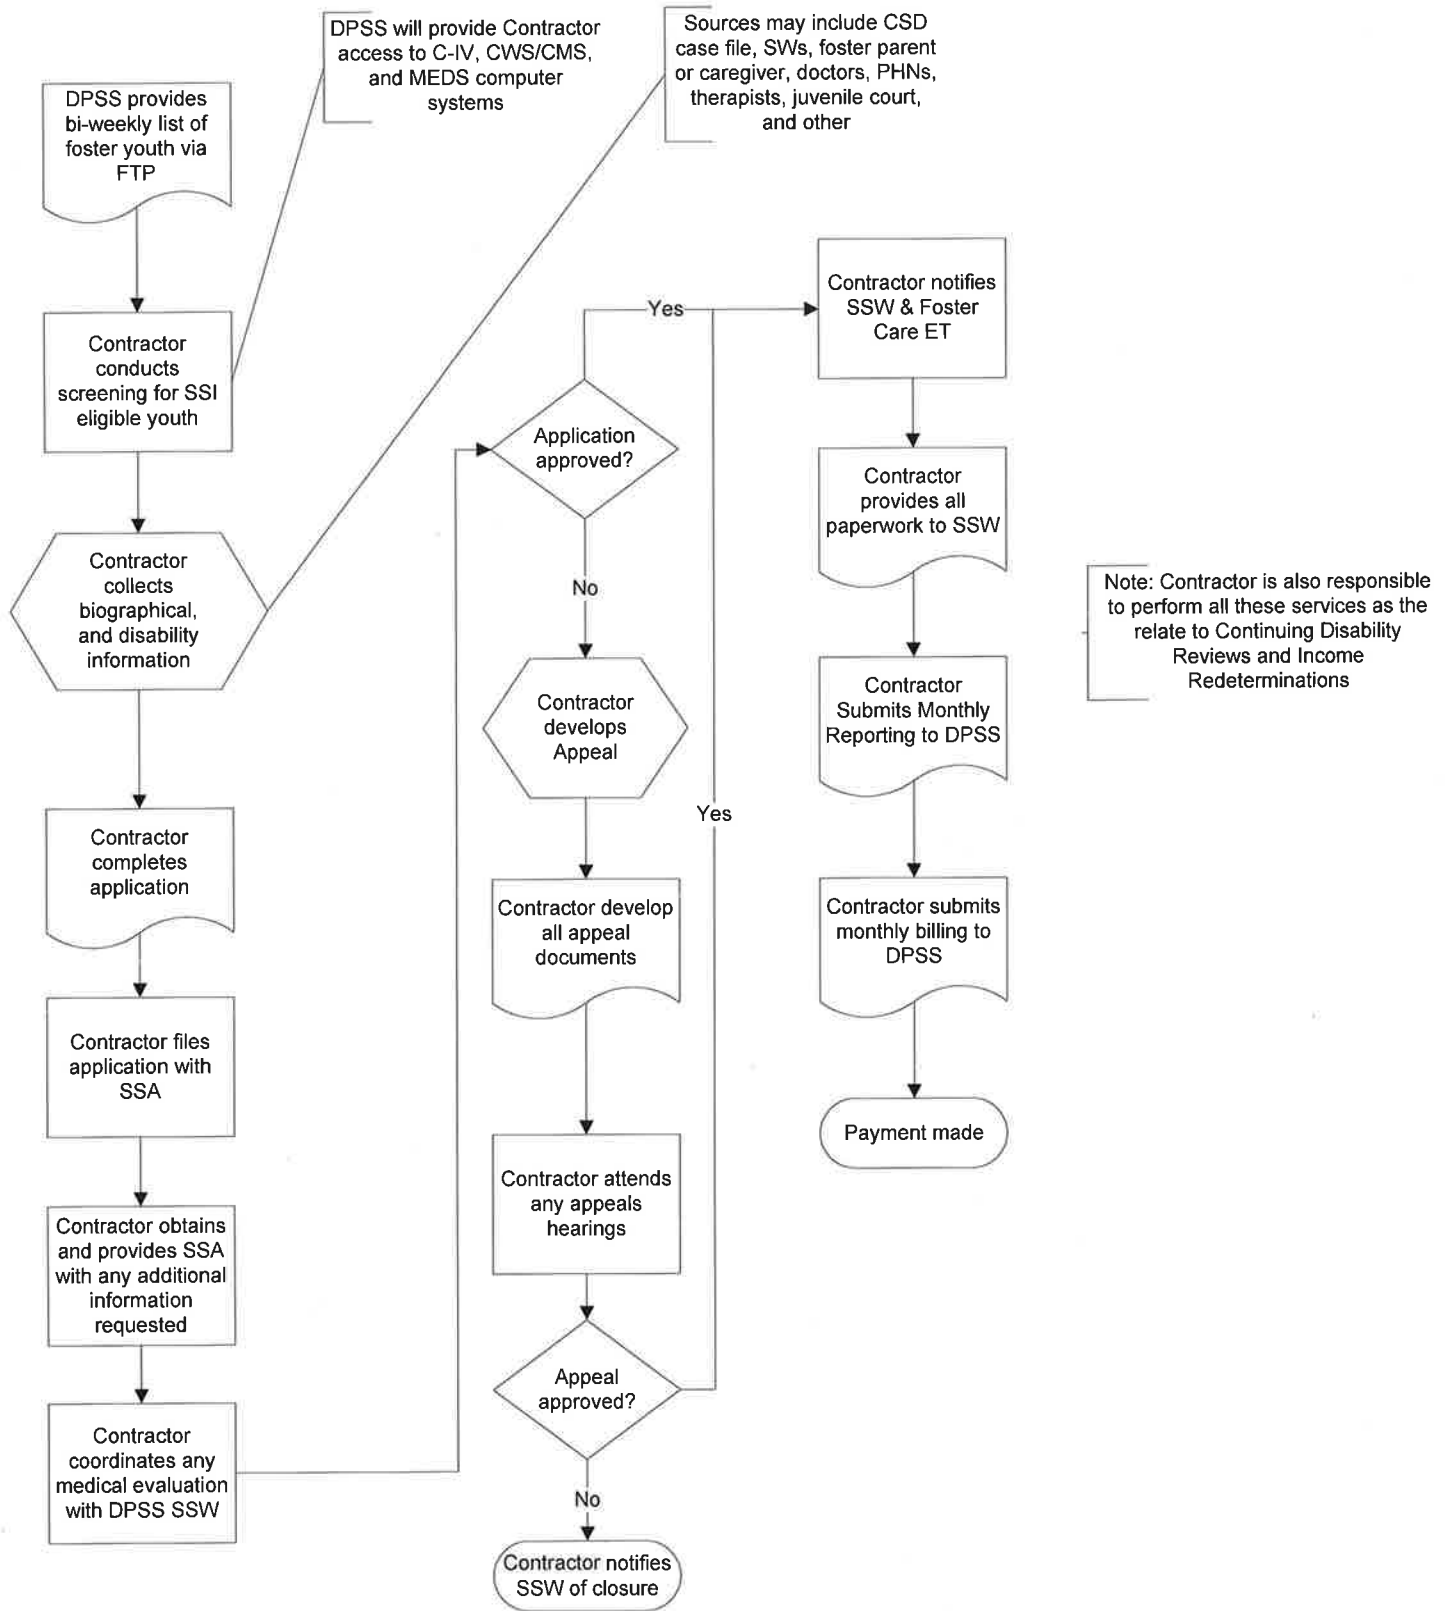 DPSS will provide Contractor
access to C-IV, CWS/CMS,
and MEDS computer
systems
Sources may include CSD
case file, SWs, foster parent
or caregiver, doctors, PHNs,
therapists, juvenile court,
and other
DPSS provides
bi-weekly list of
foster youth via
FTP
Contractor
conducts
screening for SSI
eligible youth
Contractor
collects
biographical,
and disability
information
Contractor
completes
application
Contractor files
application with
SSA
Contractor obtains
and provides SSA
with any additional
information
requested
Contractor
coordinates any
medical evaluation
with DPSS SSW
Application
approved?
Yes
No
Contractor
develops
Appeal
Contractor develop
all appeal
documents
Contractor attends
any appeals
hearings
Appeal
approved?
Yes
No
Contractor notifies
SSW of closure
Contractor notifies
SSW & Foster
Care ET
Contractor
provides all
paperwork to SSW
Contractor
Submits Monthly
Reporting to DPSS
Contractor submits
monthly billing to
DPSS
Payment made
Note: Contractor is also responsible
to perform all these services as the
relate to Continuing Disability
Reviews and Income
Redeterminations